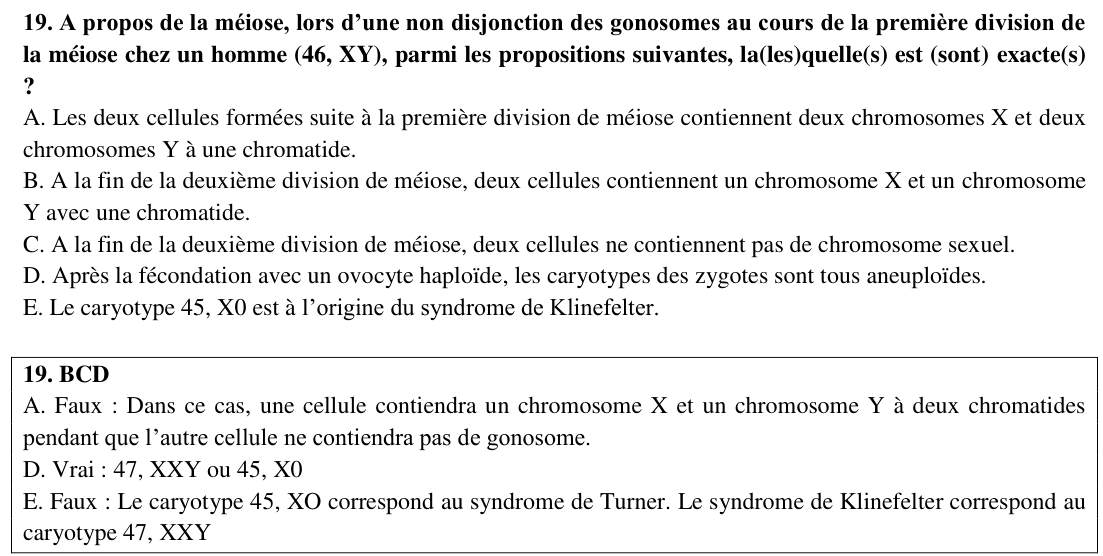 19. A propos de la méiose, lors d’une non disjonction des gonosomes au cours de la première division de
la méiose chez un homme (46, XY), parmi les propositions suivantes, la(les)quelle(s) est (sont) exacte(s)
?
A. Les deux cellules formées suite à la première division de méiose contiennent deux chromosomes X et deux
chromosomes Y à une chromatide.
B. A la fin de la deuxième division de méiose, deux cellules contiennent un chromosome X et un chromosome
Y avec une chromatide.
C. A la fin de la deuxième division de méiose, deux cellules ne contiennent pas de chromosome sexuel.
D. Après la fécondation avec un ovocyte haploïde, les caryotypes des zygotes sont tous aneuploïdes.
E. Le caryotype 45, X0 est à l’origine du syndrome de Klinefelter.
19. BCD
A. Faux : Dans ce cas, une cellule contiendra un chromosome X et un chromosome Y à deux chromatides
pendant que l’autre cellule ne contiendra pas de gonosome.
D. Vrai : 47, XXY ou 45, X0
E. Faux : Le caryotype 45, XO correspond au syndrome de Turner. Le syndrome de Klinefelter correspond au
caryotype 47, XXY